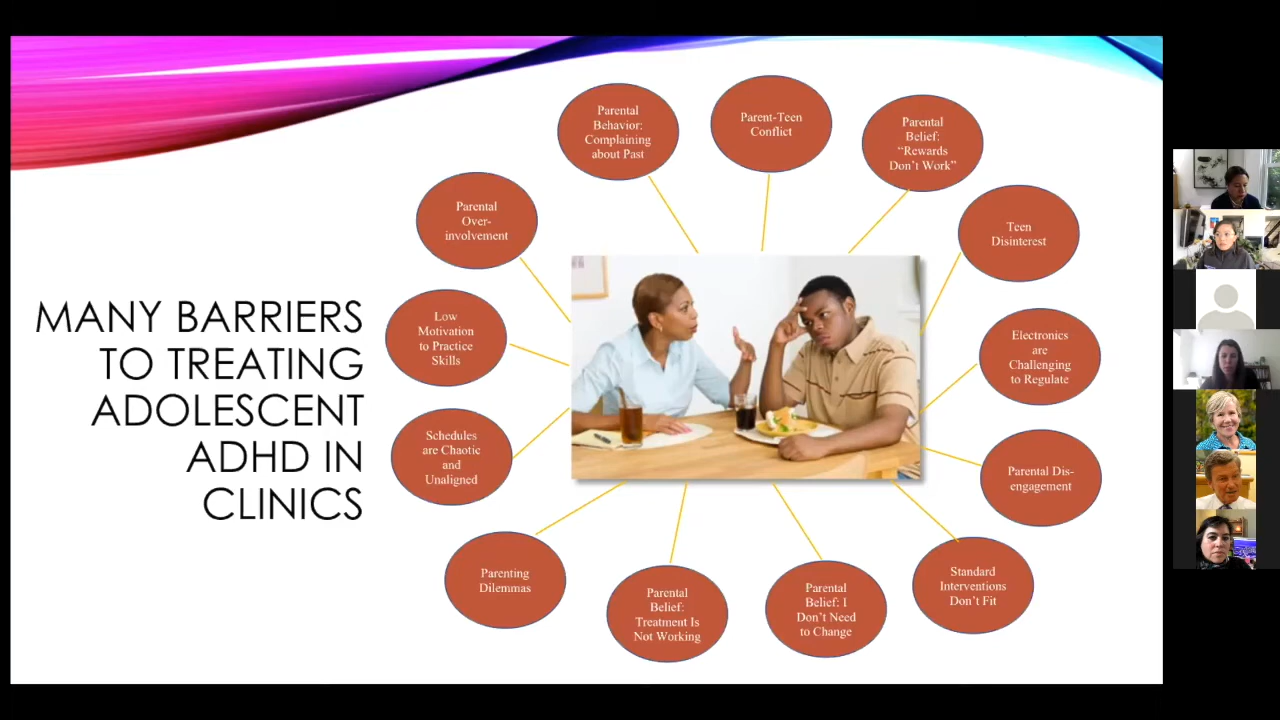 MANY BARRIERS
TO TREATING
ADOLESCENT
ADHD IN
CLINICS
Parental
Behavior:
Complaining
about Past
Parent-Teen
Conflict
Parental
Belief:
“Rewards
Don’t Work”
Teen
Disinterest
Electronics
are
Challenging
to Regulate
Parental Dis-
engagement
Standard
Interventions
Don’t Fit
Parental
Belief: I
Don’t Need
to Change
Parental
Belief:
Treatment Is
Not Working
Parenting
Dilemmas
Schedules
are Chaotic
and
Unaligned
Low
Motivation
to Practice
Skills
Parental
Over-
involvement